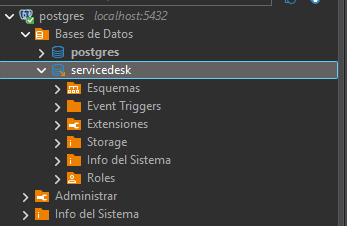 postgres localhost:5432
Bases de Datos
postgres
servicedesk
Esquemas
Event Triggers
Extensiones
Storage
Info del Sistema
Roles
Administrar
Info del Sistema